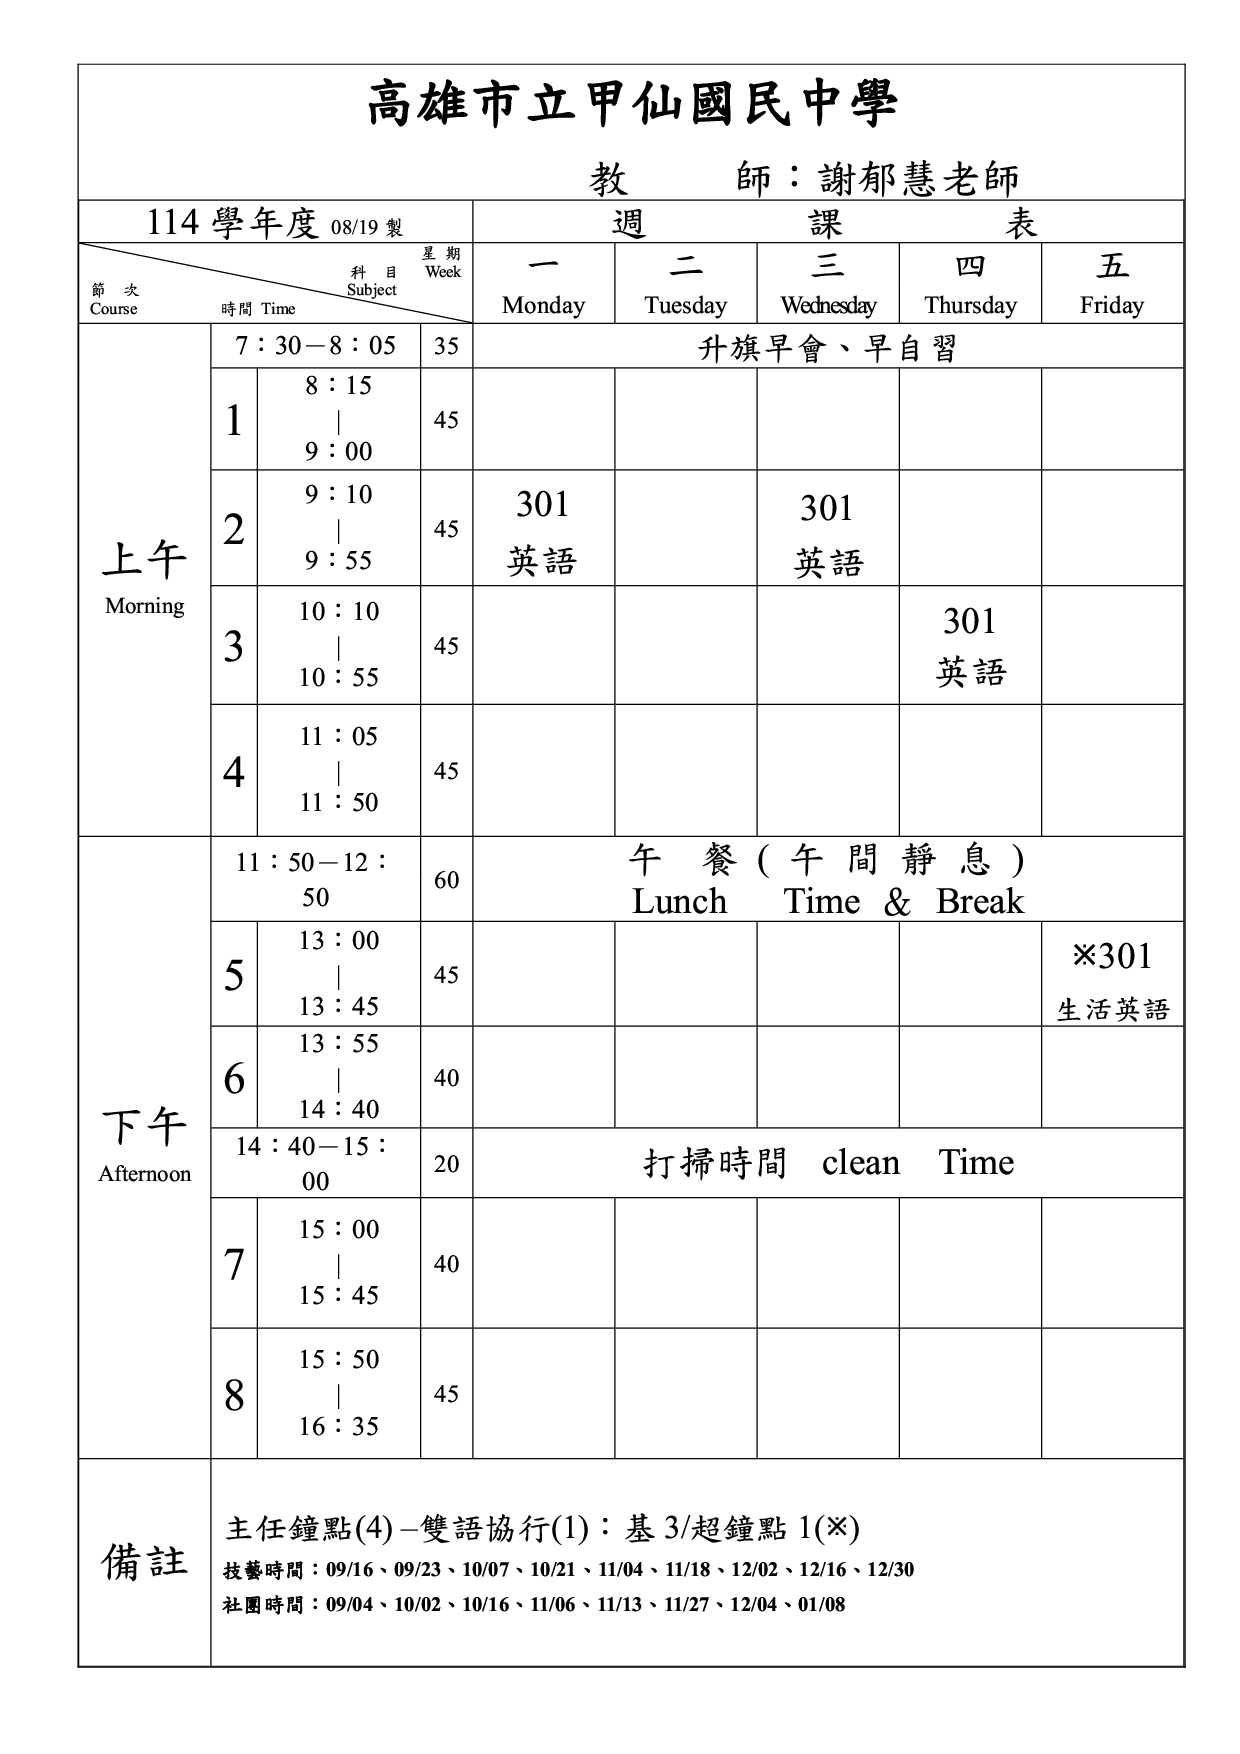 高雄市立甲仙國民中學
教 師：謝郁慧老師
114 學年度 08/19 製 週 課 表
節 次 Course 時間 Time 科 目 Subject 星 期 Week
一 二 三 四 五
Monday Tuesday Wednesday Thursday Friday
上午
Morning
7：30－8：05 35 升旗早會、早自習
1 8：15 | 9：00 45
2 9：10 | 9：55 45 301 英語 301 英語
3 10：10 | 10：55 45 301 英語
4 11：05 | 11：50 45
下午
Afternoon
11：50－12：50 60 午 餐 ( 午 間 靜 息 )
Lunch Time & Break
5 13：00 | 13：45 45 ※301 生活英語
6 13：55 | 14：40 40
14：40－15：00 20 打掃時間 clean Time
7 15：00 | 15：45 40
8 15：50 | 16：35 45
備註
主任鐘點(4) –雙語協行(1)：基 3/超鐘點 1(※)
技藝時間：09/16、09/23、10/07、10/21、11/04、11/18、12/02、12/16、12/30
社團時間：09/04、10/02、10/16、11/06、11/13、11/27、12/04、01/08